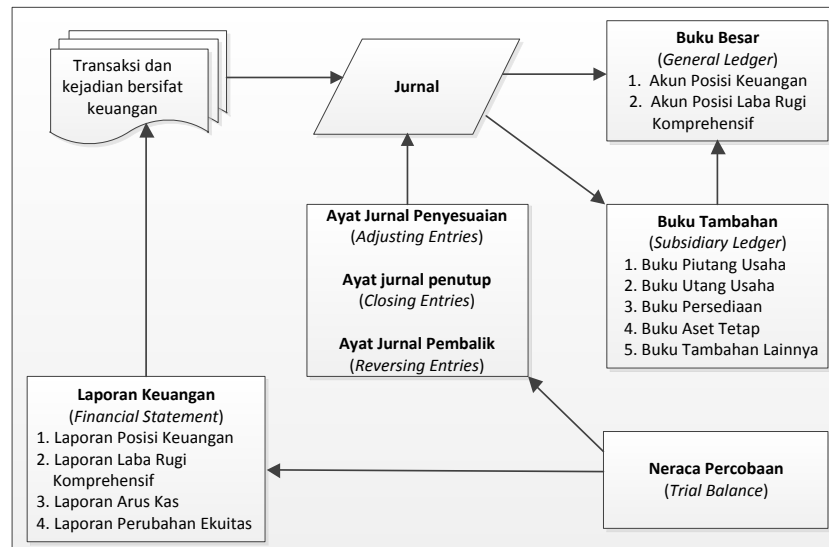 Transaksi dan
kejadian bersifat
keuangan
Jurnal
Buku Besar
(General Ledger)
1. Akun Posisi Keuangan
2. Akun Posisi Laba Rugi
Komprehensif
Ayat Jurnal Penyesuaian
(Adjusting Entries)
Ayat jurnal penutup
(Closing Entries)
Ayat Jurnal Pembalik
(Reversing Entries)
Buku Tambahan
(Subsidiary Ledger)
1. Buku Piutang Usaha
2. Buku Utang Usaha
3. Buku Persediaan
4. Buku Aset Tetap
5. Buku Tambahan Lainnya
Laporan Keuangan
(Financial Statement)
1. Laporan Posisi Keuangan
2. Laporan Laba Rugi
Komprehensif
3. Laporan Arus Kas
4. Laporan Perubahan Ekuitas
Neraca Percobaan
(Trial Balance)